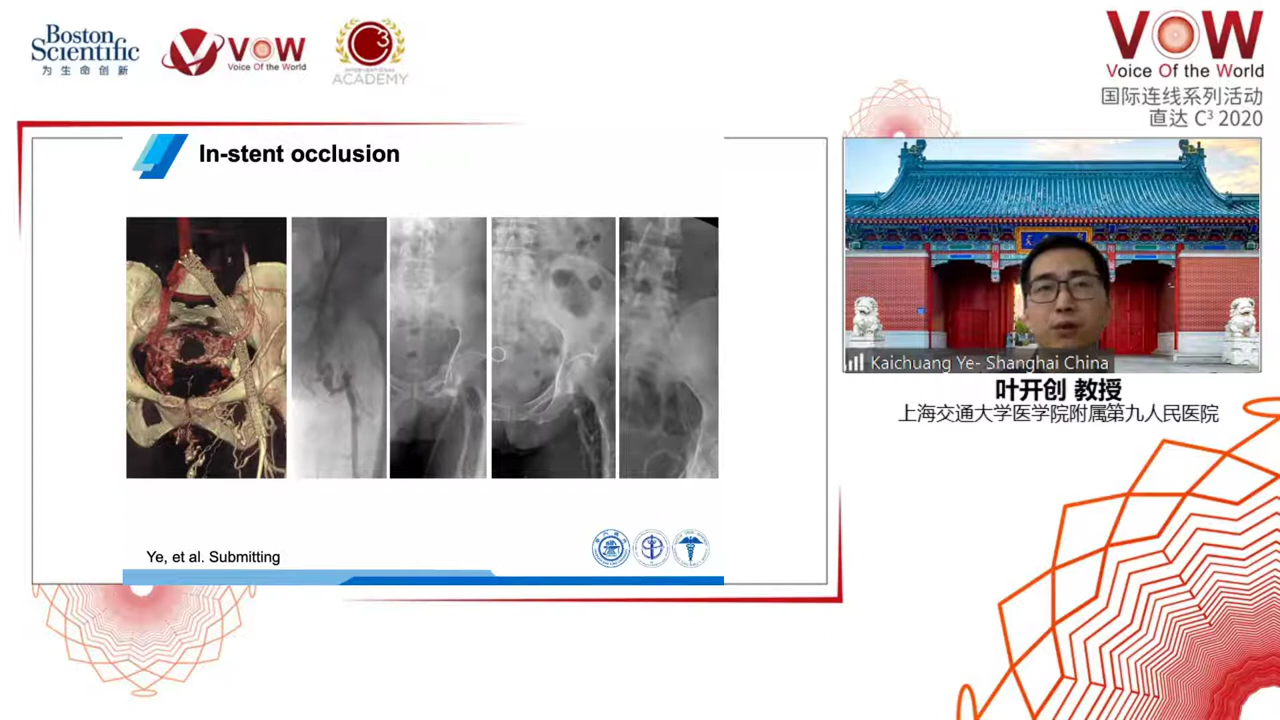 Boston
Scientific
为生命创新
VOW
Voice Of the World
C3
INTERVENTIONAL
ACADEMY
VOW
Voice Of the World
国际连线系列活动
直达 C3 2020
In-stent occlusion
Ye, et al. Submitting
Kaichuang Ye- Shanghai China
叶开创 教授
上海交通大学医学院附属第九人民医院